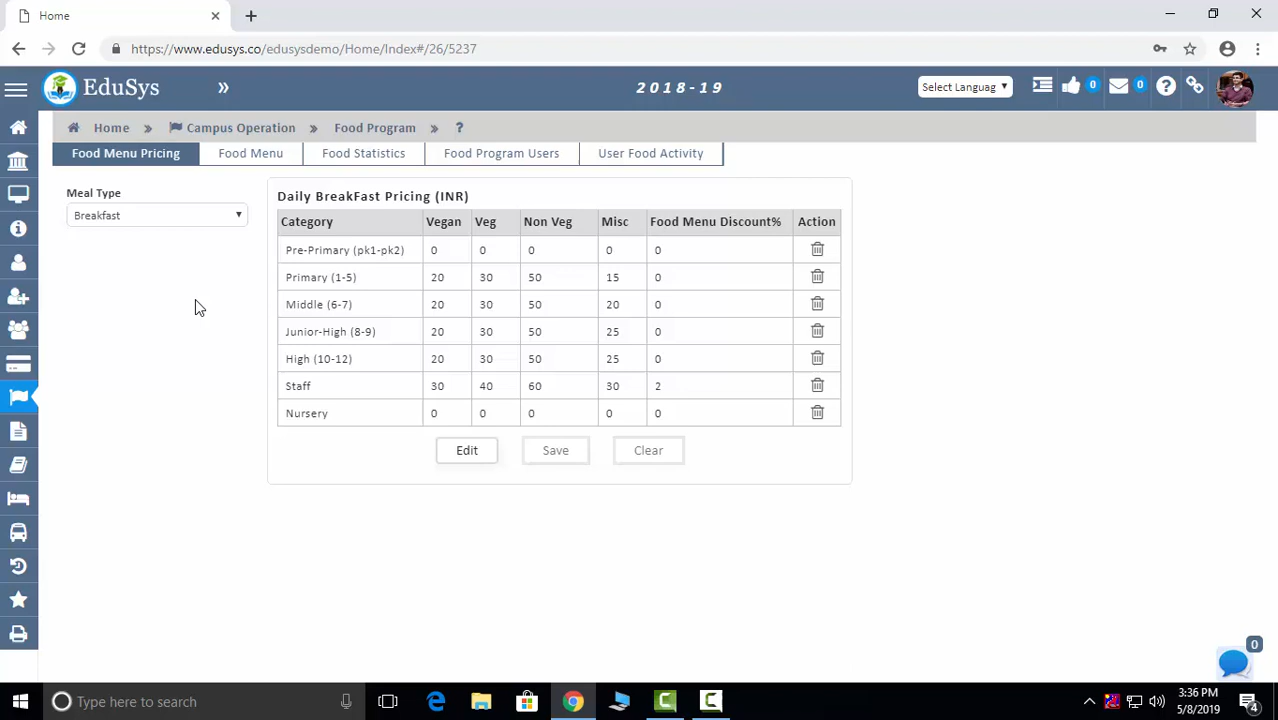 Home
https://www.edusys.co/edusysdemo/Home/Index#/26/5237
EduSys » 2018-19 Select Languag 0 0
Home » Campus Operation » Food Program » ?
Food Menu Pricing Food Menu Food Statistics Food Program Users User Food Activity
Meal Type
Breakfast
Daily BreakFast Pricing (INR)
Category Vegan Veg Non Veg Misc Food Menu Discount% Action
Pre-Primary (pk1-pk2) 0 0 0 0 0
Primary (1-5) 20 30 50 15 0
Middle (6-7) 20 30 50 20 0
Junior-High (8-9) 20 30 50 25 0
High (10-12) 20 30 50 25 0
Staff 30 40 60 30 2
Nursery 0 0 0 0 0
Edit Save Clear
0
Type here to search
3:36 PM
5/8/2019
4